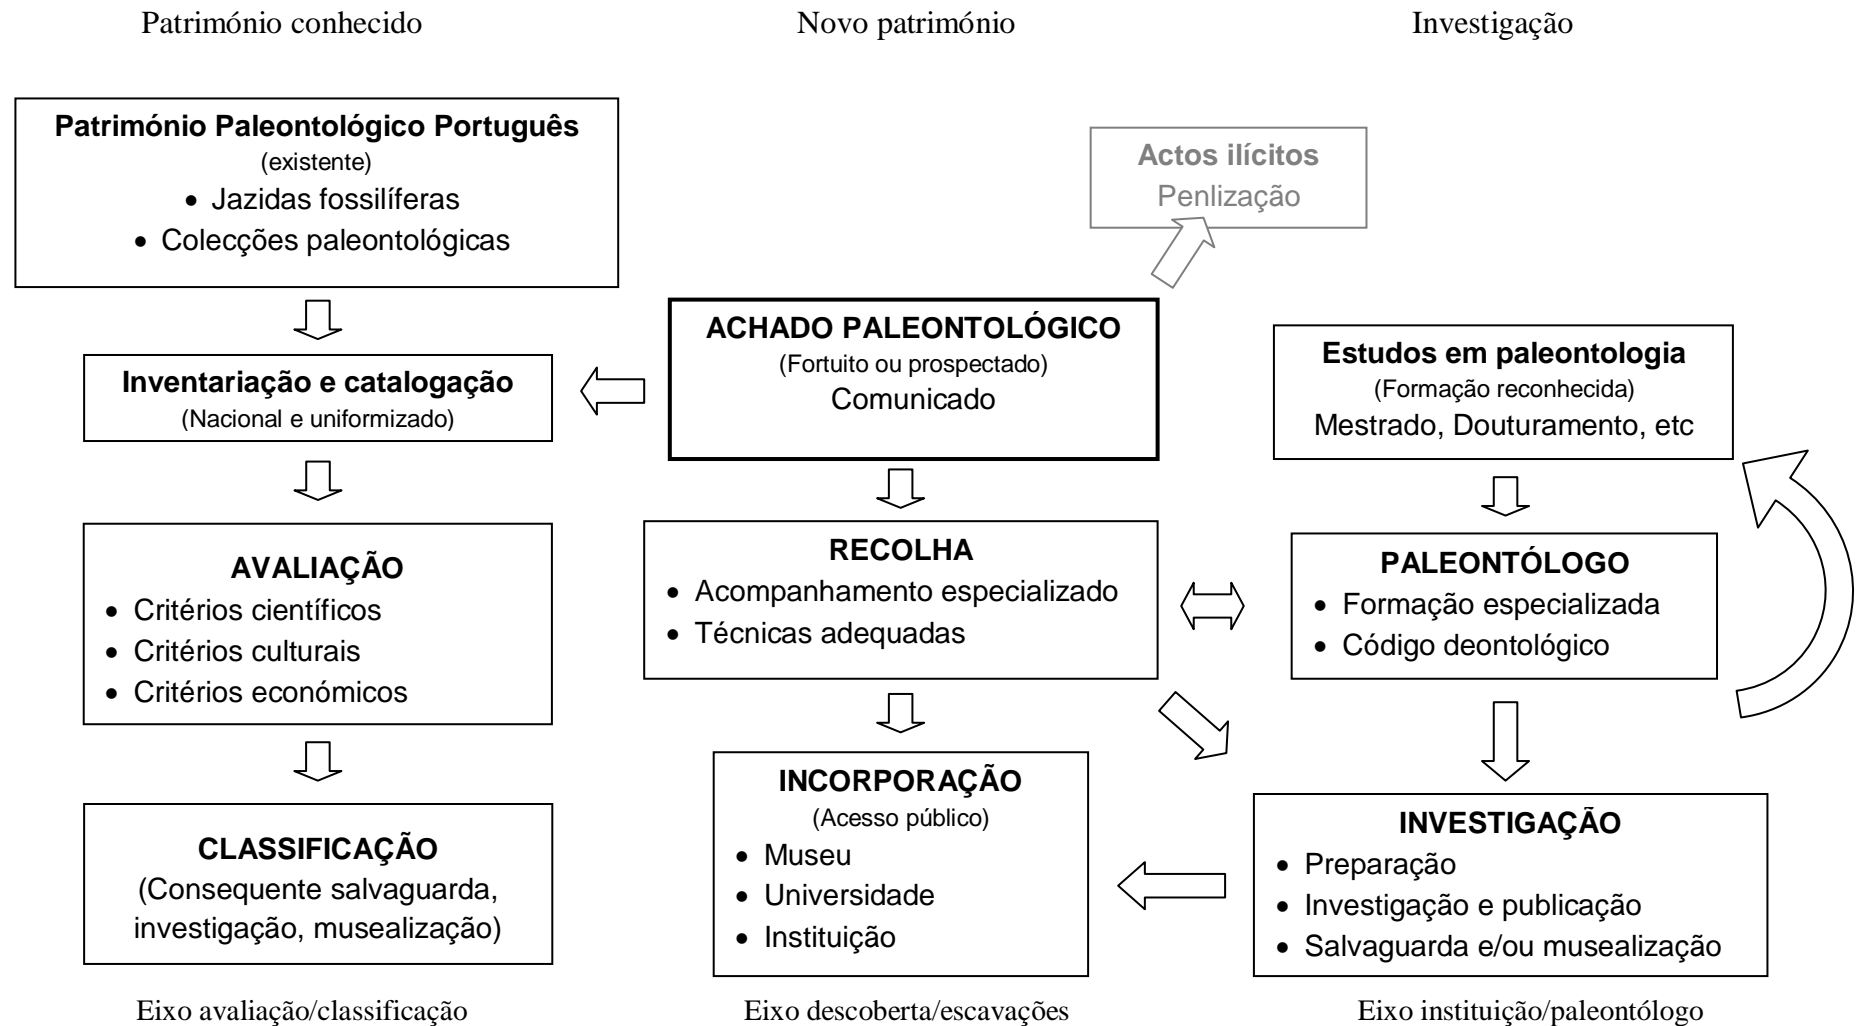 Património conhecido
Novo património
Investigação
Património Paleontológico Português
(existente)
• Jazidas fossilíferas
• Colecções paleontológicas
Actos ilícitos
Penlização
ACHADO PALEONTOLÓGICO
(Fortuito ou prospectado)
Comunicado
Inventariação e catalogação
(Nacional e uniformizado)
Estudos em paleontologia
(Formação reconhecida)
Mestrado, Douturamento, etc
AVALIAÇÃO
• Critérios científicos
• Critérios culturais
• Critérios económicos
RECOLHA
• Acompanhamento especializado
• Técnicas adequadas
PALEONTÓLOGO
• Formação especializada
• Código deontológico
CLASSIFICAÇÃO
(Consequente salvaguarda,
investigação, musealização)
INCORPORAÇÃO
(Acesso público)
• Museu
• Universidade
• Instituição
INVESTIGAÇÃO
• Preparação
• Investigação e publicação
• Salvaguarda e/ou musealização
Eixo avaliação/classificação
Eixo descoberta/escavações
Eixo instituição/paleontólogo